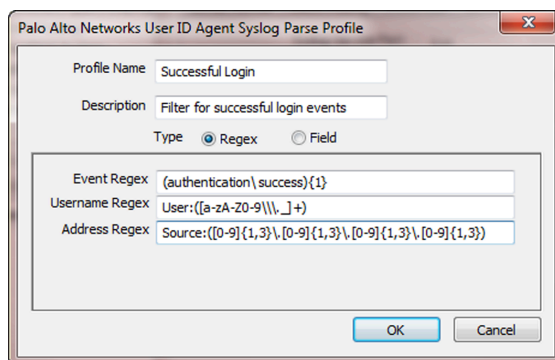 Palo Alto Networks User ID Agent Syslog Parse Profile
Profile Name Successful Login
Description Filter for successful login events
Type Regex Field
Event Regex (authentication\ success){1}
Username Regex User:([a-zA-Z0-9\\\._]+)
Address Regex Source:([0-9]{1,3}\.[0-9]{1,3}\.[0-9]{1,3}\.[0-9]{1,3})
OK Cancel